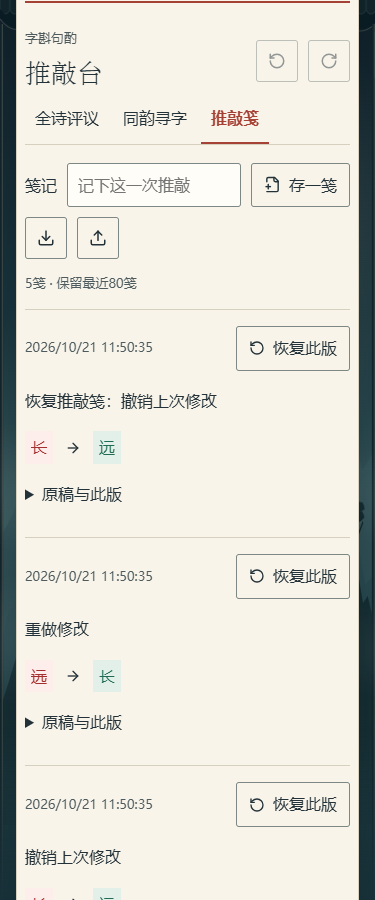 字斟句酌
推敲台
全诗评议 同韵寻字 推敲笺
笔记 记下这一次推敲 存一笺
5笺 · 保留最近80笺
2026/10/21 11:50:35 恢复此版
恢复推敲笺：撤销上次修改
长 → 远
▶ 原稿与此版
2026/10/21 11:50:35 恢复此版
重做修改
远 → 长
▶ 原稿与此版
2026/10/21 11:50:35 恢复此版
撤销上次修改